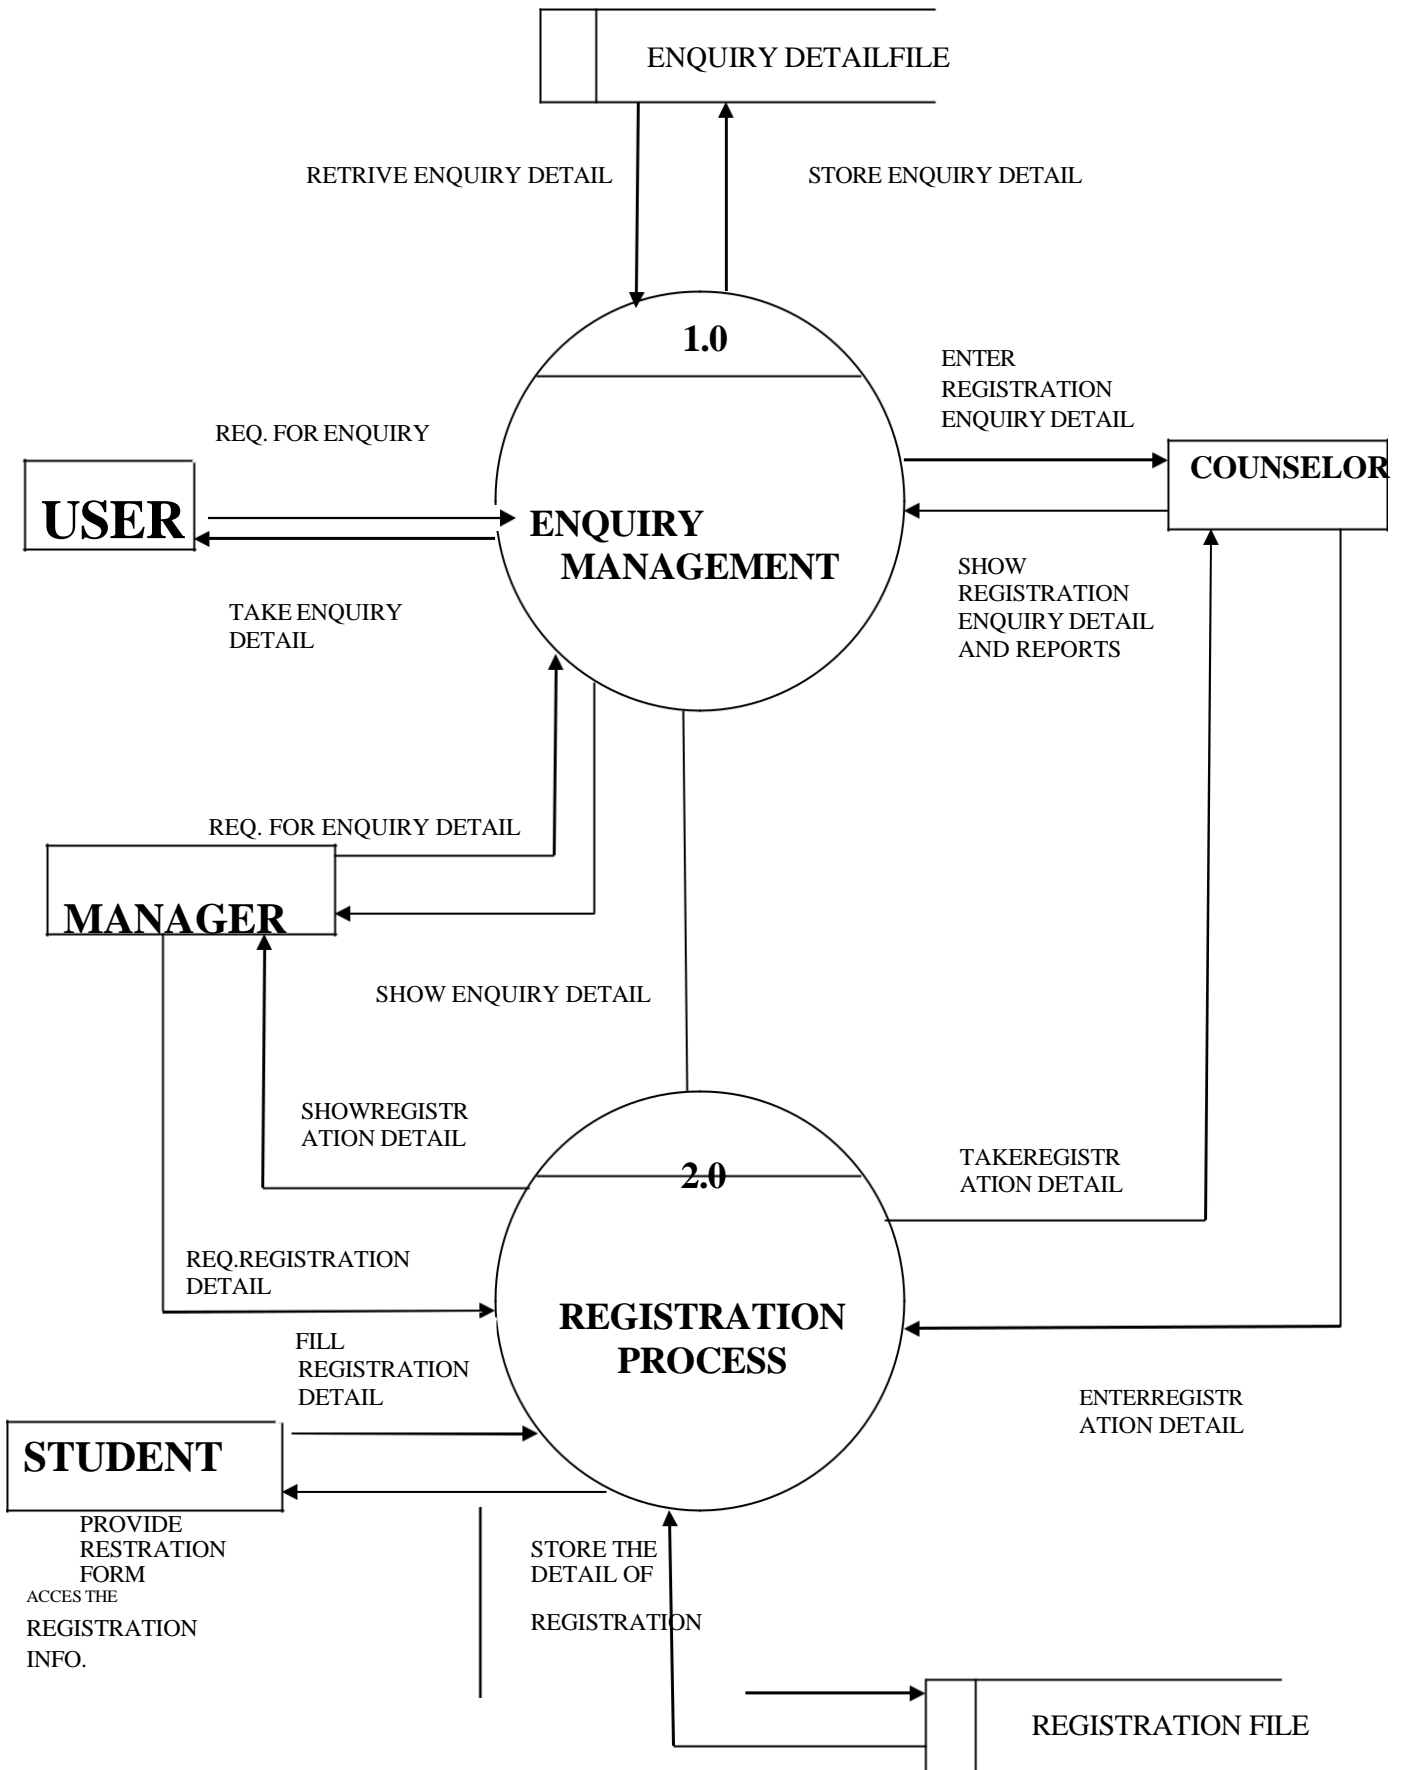 ENQUIRY DETAILFILE
RETRIVE ENQUIRY DETAIL
STORE ENQUIRY DETAIL
1.0
ENTER
REGISTRATION
ENQUIRY DETAIL
REQ. FOR ENQUIRY
COUNSELOR
USER
ENQUIRY
MANAGEMENT
SHOW
REGISTRATION
ENQUIRY DETAIL
AND REPORTS
TAKE ENQUIRY
DETAIL
REQ. FOR ENQUIRY DETAIL
MANAGER
SHOW ENQUIRY DETAIL
SHOWREGISTR
ATION DETAIL
2.0
TAKEREGISTR
ATION DETAIL
REQ.REGISTRATION
DETAIL
REGISTRATION
PROCESS
FILL
REGISTRATION
DETAIL
ENTERREGISTR
ATION DETAIL
STUDENT
PROVIDE
RESTRATION
FORM
ACCES THE
REGISTRATION
INFO.
STORE THE
DETAIL OF
REGISTRATION
REGISTRATION FILE